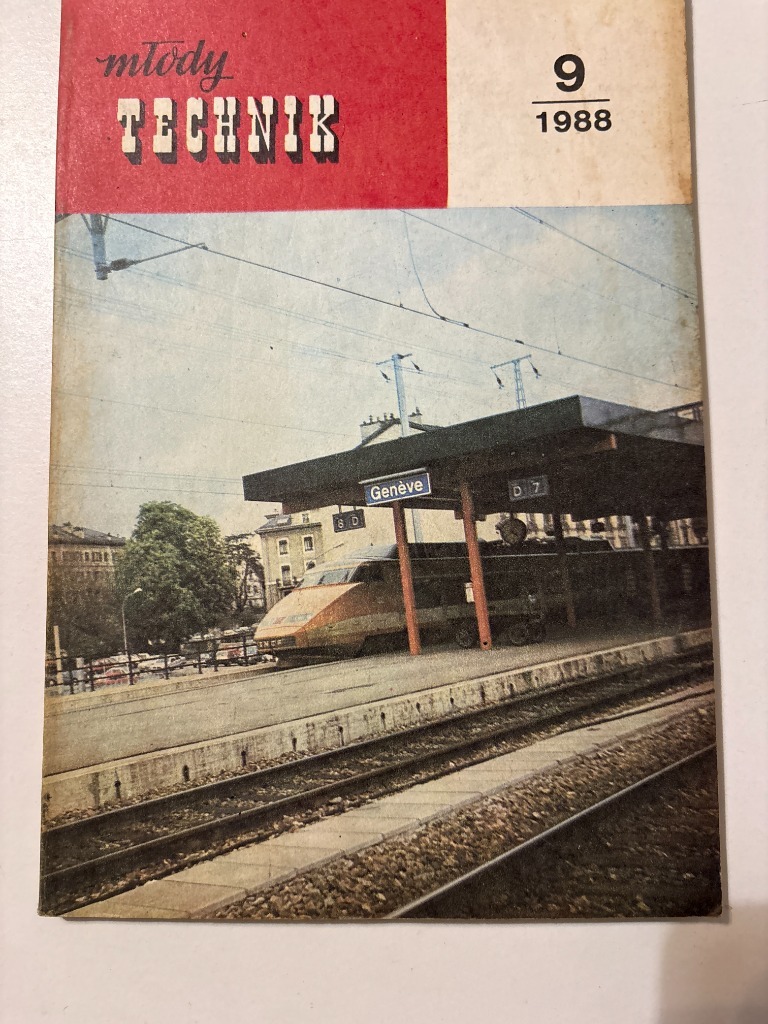 młody
TECHNIK
9
1988
Genève
8 D
D 7